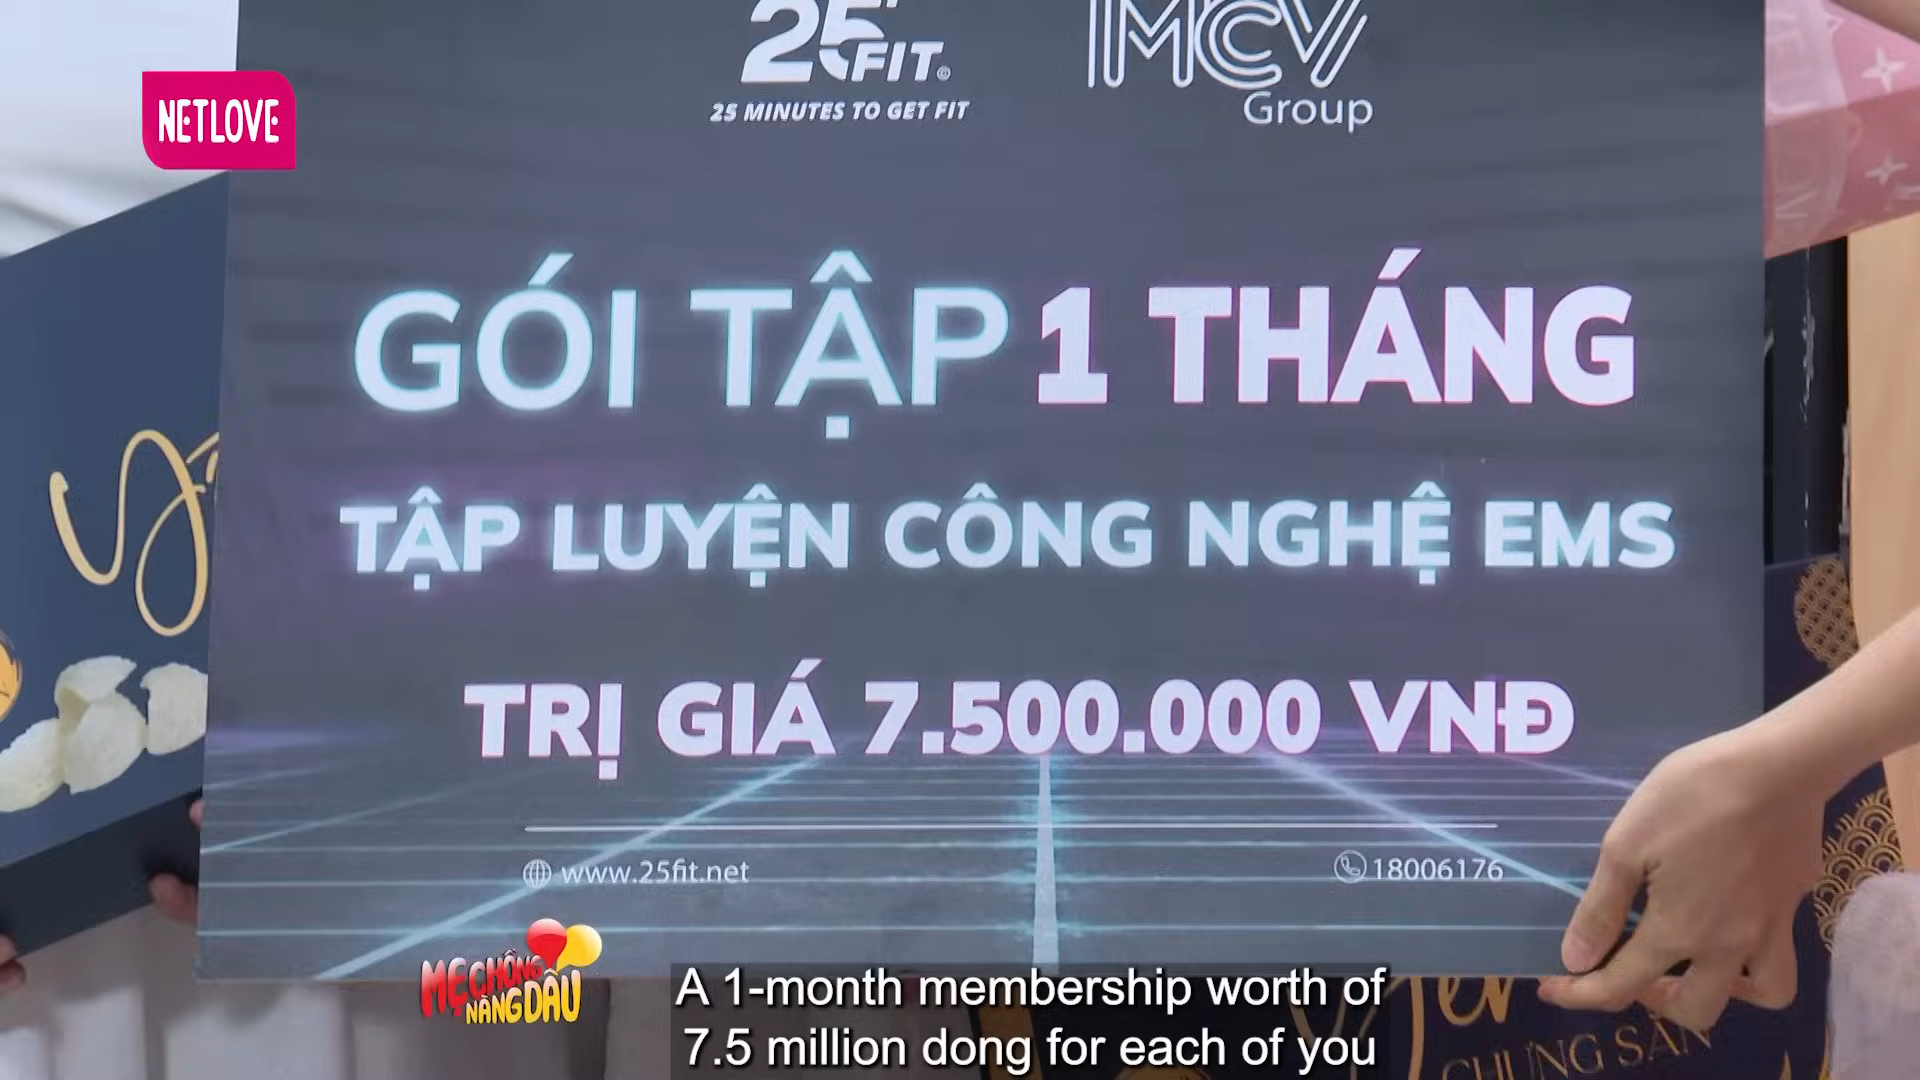 25 FIT®
25 MINUTES TO GET FIT
MCV
Group
NETLOVE
GÓI TẬP 1 THÁNG
TẬP LUYỆN CÔNG NGHỆ EMS
TRỊ GIÁ 7.500.000 VNĐ
www.25fit.net
18006176
MẸ CHỒNG
NÀNG DÂU
A 1-month membership worth of
7.5 million dong for each of you
CHƯNG SẴN